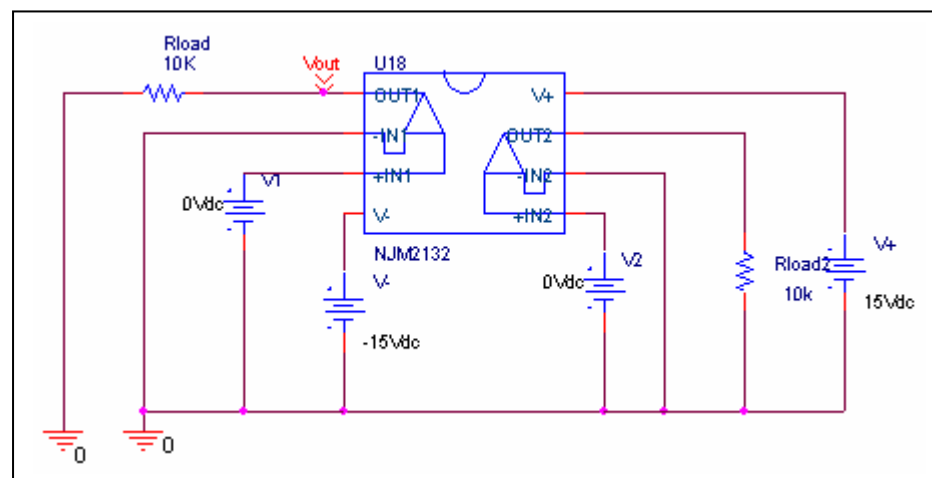 Rload
10K
Vout
U18
OUT1
V+
-IN1
OUT2
+IN1
-IN2
V-
+IN2
V1
0Vdc
NJM2132
V-
-15Vdc
V2
0Vdc
Rload2
10k
V+
15Vdc
0
0